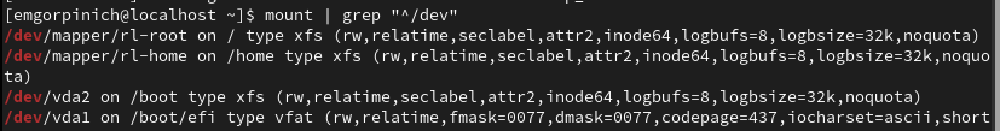 [emgorpinich@localhost ~]$ mount | grep "^/dev"
/dev/mapper/rl-root on / type xfs (rw,relatime,seclabel,attr2,inode64,logbufs=8,logbsize=32k,noquota)
/dev/mapper/rl-home on /home type xfs (rw,relatime,seclabel,attr2,inode64,logbufs=8,logbsize=32k,noquo
ta)
/dev/vda2 on /boot type xfs (rw,relatime,seclabel,attr2,inode64,logbufs=8,logbsize=32k,noquota)
/dev/vda1 on /boot/efi type vfat (rw,relatime,fmask=0077,dmask=0077,codepage=437,iocharset=ascii,short